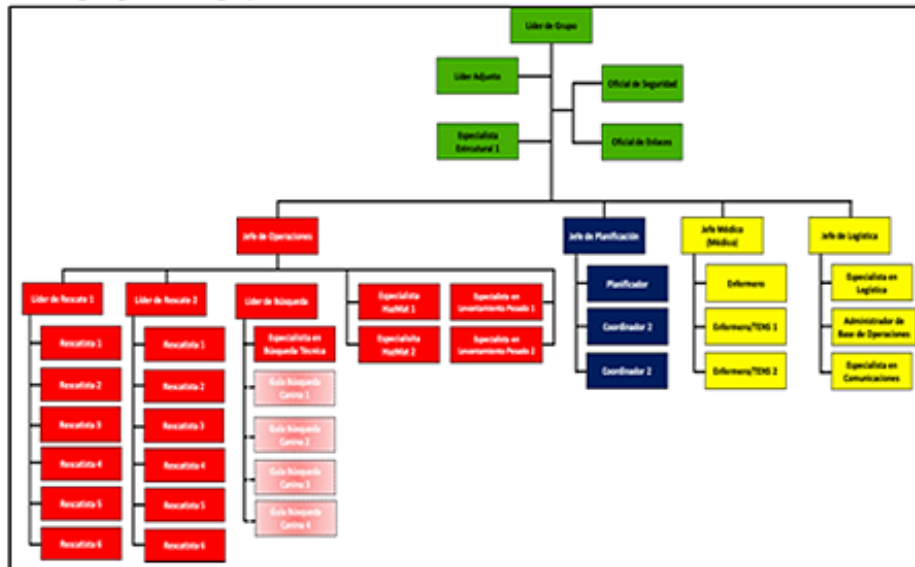 Líder de Grupo
Líder Adjunto
Oficial de Seguridad
Especialista
Estructural 1
Oficial de Enlaces
Jefe de Operaciones
Jefe de Planificación
Jefe Médico
(Médico)
Jefe de Logística
Líder de Rescate 1
Líder de Rescate 2
Líder de Búsqueda
Especialista
HazMat 1
Especialista en
Levantamiento Pesado 1
Planificador
Enfermero
Especialista en
Logística
Rescatista 1
Rescatista 1
Especialista en
Búsqueda Técnica
Especialista
HazMat 2
Especialista en
Levantamiento Pesado 2
Coordinador 2
Enfermero/TENS 1
Administrador de
Base de Operaciones
Rescatista 2
Rescatista 2
Guía Búsqueda
Canina 1
Coordinador 2
Enfermero/TENS 2
Especialista en
Comunicaciones
Rescatista 3
Rescatista 3
Guía Búsqueda
Canina 2
Rescatista 4
Rescatista 4
Guía Búsqueda
Canina 3
Rescatista 5
Rescatista 5
Guía Búsqueda
Canina 4
Rescatista 6
Rescatista 6